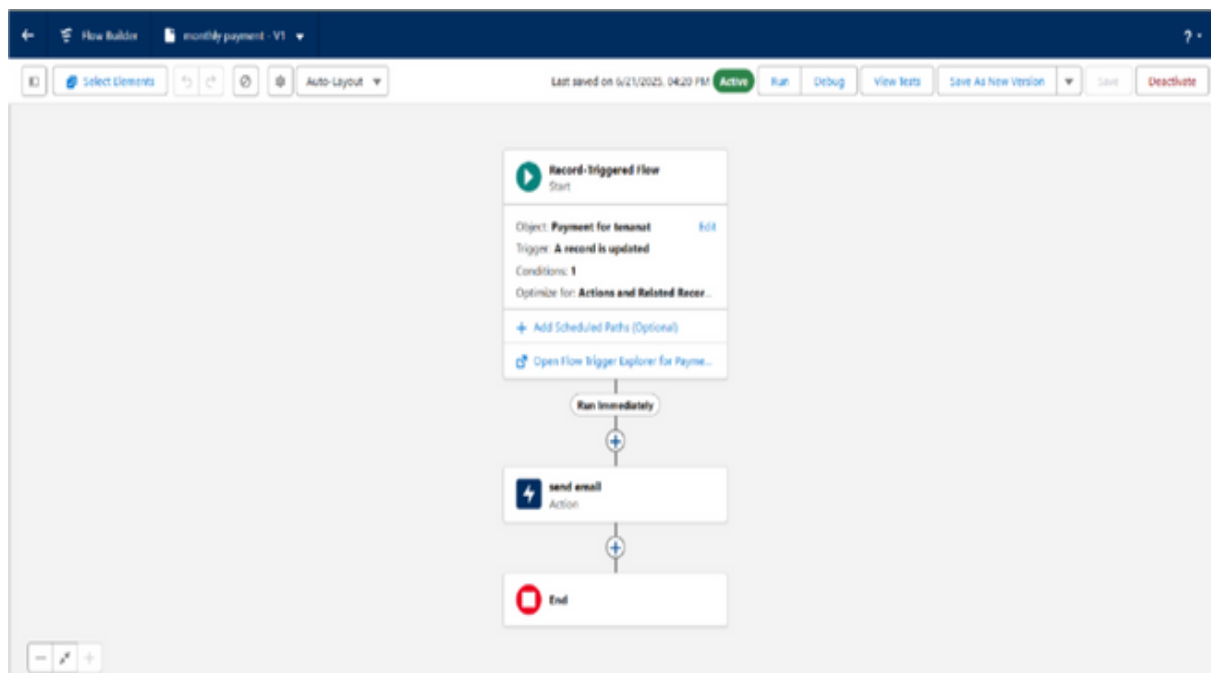 Flow Builder monthly payment - V1 ?
Select Elements Auto-Layout Last saved on 6/21/2025, 04:20 PM Active Run Debug View Tests Save As New Version Save Deactivate
Record-Triggered Flow
Start
Object: Payment for tenanat Edit
Trigger: A record is updated
Conditions: 1
Optimize for: Actions and Related Recor...
+ Add Scheduled Paths (Optional)
Open Flow Trigger Explorer for Payme...
Run Immediately
send email
Action
End